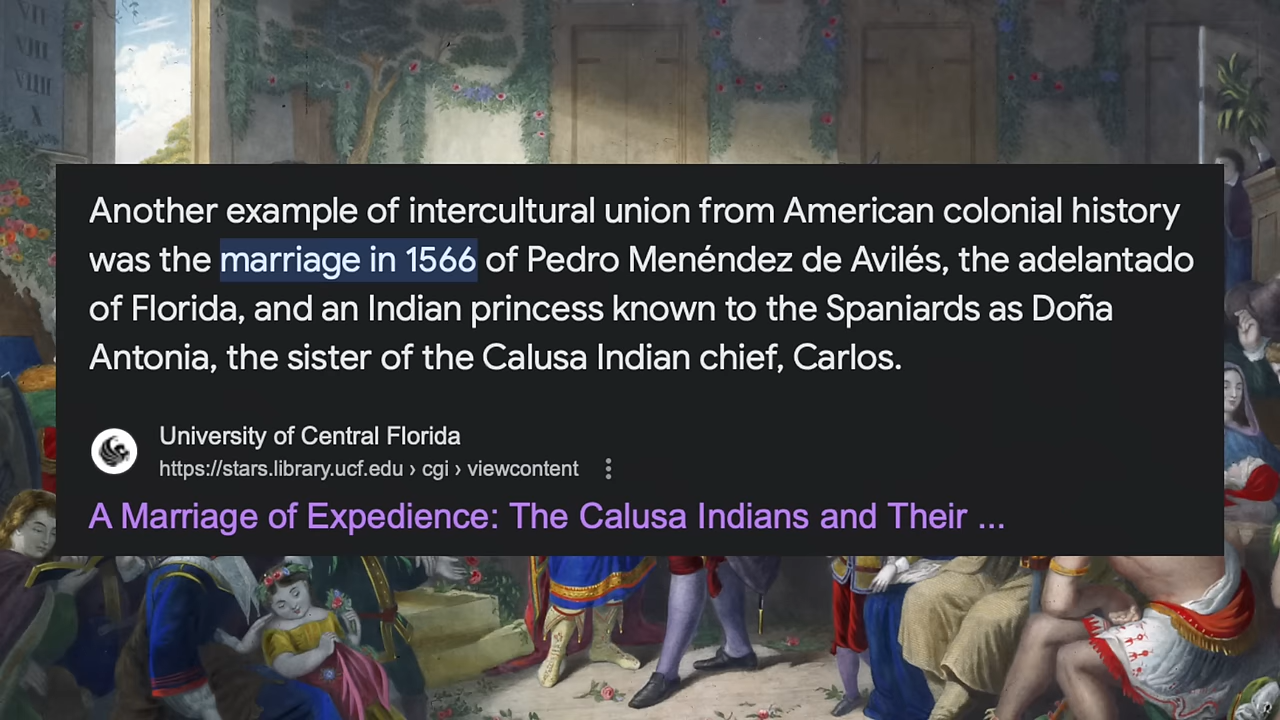 VII
VII
VIII
X
Another example of intercultural union from American colonial history
was the marriage in 1566 of Pedro Menéndez de Avilés, the adelantado
of Florida, and an Indian princess known to the Spaniards as Doña
Antonia, the sister of the Calusa Indian chief, Carlos.
University of Central Florida
https://stars.library.ucf.edu › cgi › viewcontent
A Marriage of Expedience: The Calusa Indians and Their ...